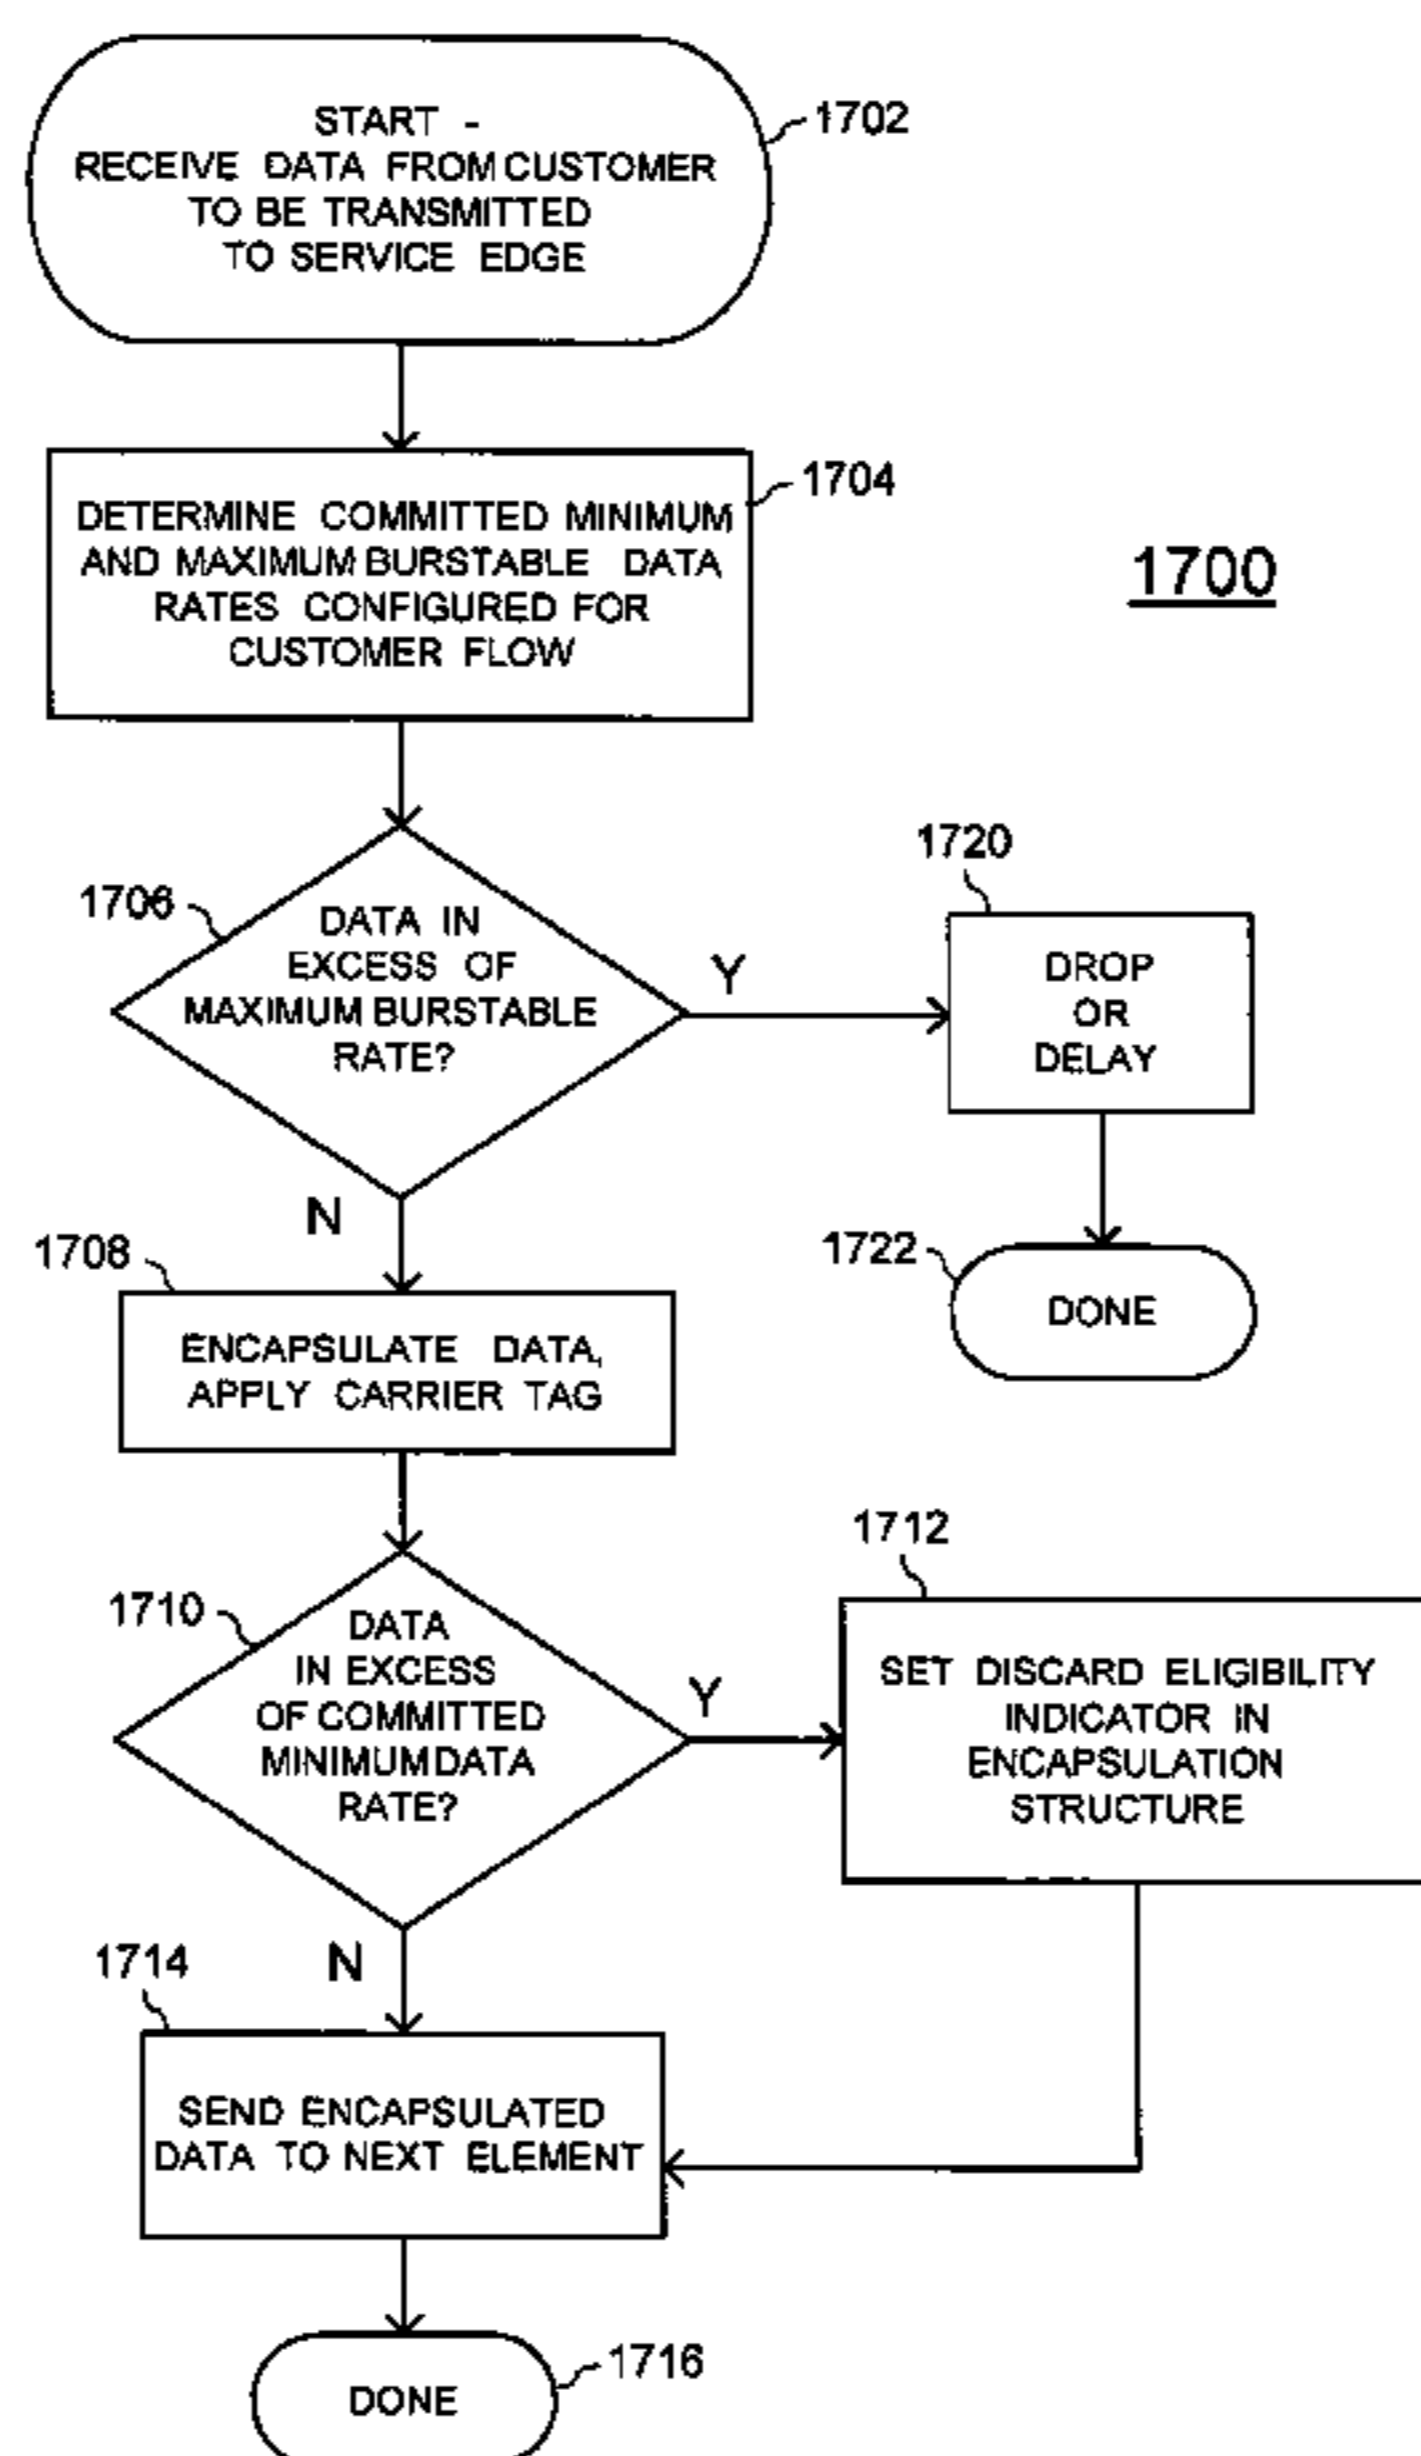 START -
RECEIVE DATA FROM CUSTOMER
TO BE TRANSMITTED
TO SERVICE EDGE
1702
DETERMINE COMMITTED MINIMUM
AND MAXIMUM BURSTABLE DATA
RATES CONFIGURED FOR
CUSTOMER FLOW
1704
1700
1706
DATA IN
EXCESS OF
MAXIMUM BURSTABLE
RATE?
Y
N
1720
DROP
OR
DELAY
1722
DONE
1708
ENCAPSULATE DATA,
APPLY CARRIER TAG
1710
DATA
IN EXCESS
OF COMMITTED
MINIMUM DATA
RATE?
Y
N
1712
SET DISCARD ELIGIBILITY
INDICATOR IN
ENCAPSULATION
STRUCTURE
1714
SEND ENCAPSULATED
DATA TO NEXT ELEMENT
DONE
1716